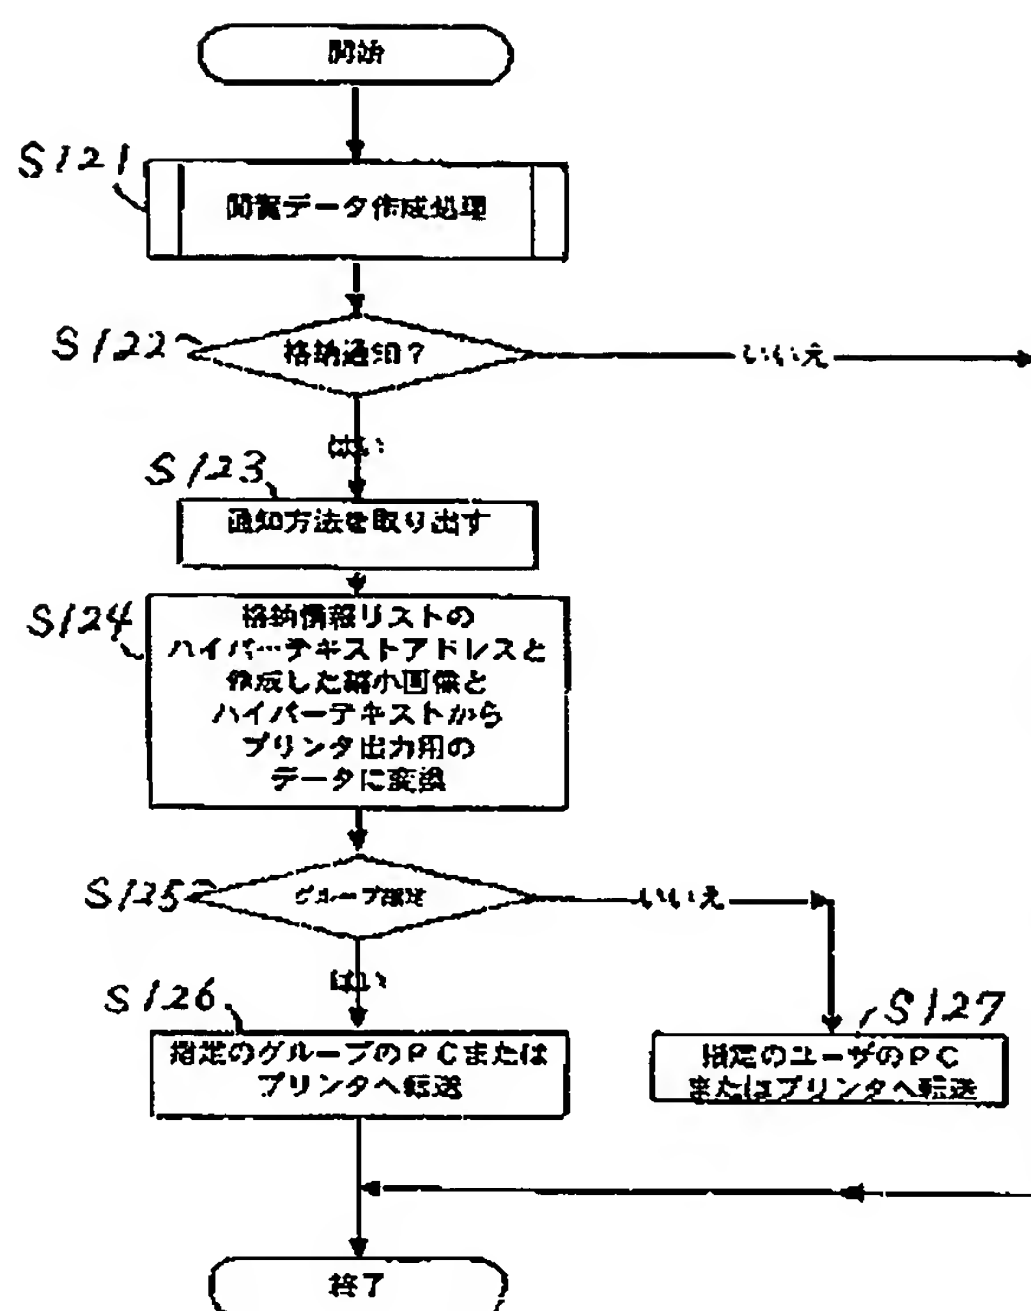 開始
S121
閲覧データ作成処理
S122
格納通知？
いいえ
はい
S123
通知方法を取り出す
S124
格納情報リストの
ハイパーテキストアドレスと
作成した縮小画像と
ハイパーテキストから
プリンタ出力用の
データに変換
S125
グループ指定
いいえ
はい
S126
指定のグループのＰＣまたは
プリンタへ転送
S127
指定のユーザのＰＣ
またはプリンタへ転送
終了